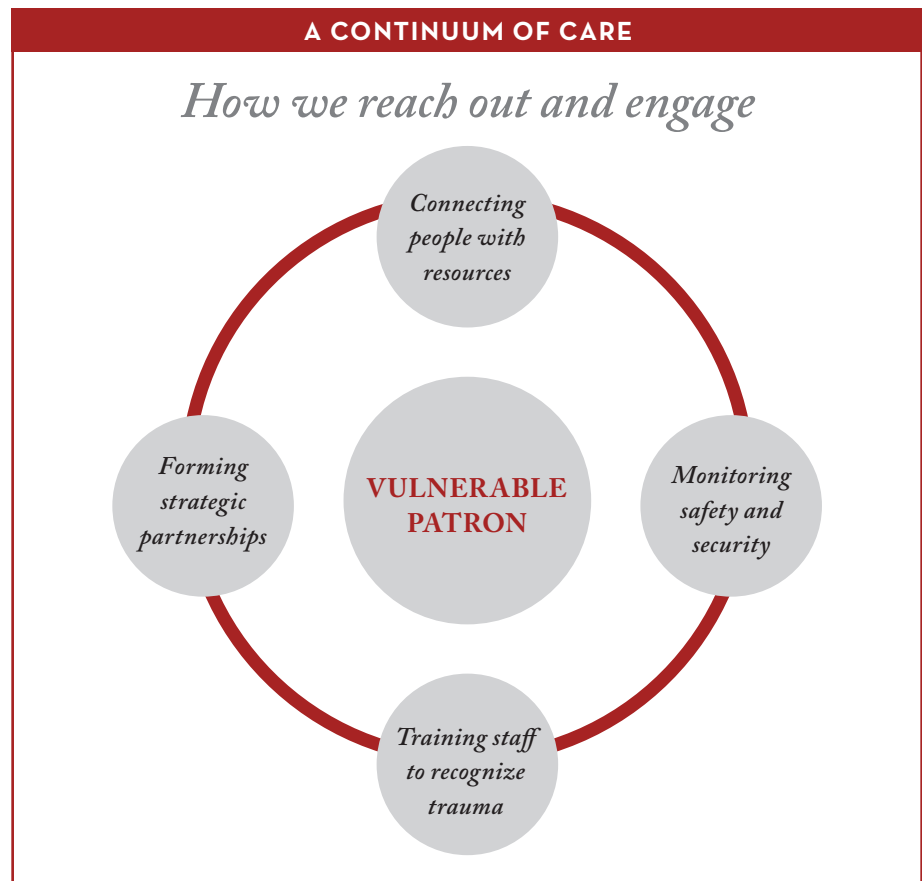 A CONTINUUM OF CARE
How we reach out and engage
Connecting
people with
resources
Forming
strategic
partnerships
VULNERABLE
PATRON
Monitoring
safety and
security
Training staff
to recognize
trauma